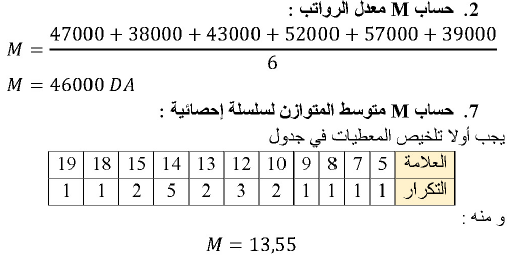 2. حساب M معدل الرواتب :
M = \frac{47000 + 38000 + 43000 + 52000 + 57000 + 39000}{6}
M = 46000 DA
7. حساب M متوسط المتوازن لسلسلة إحصائية :
يجب أولا تلخيص المعطيات في جدول
العلامة 5 7 8 9 10 12 13 14 15 18 19
التكرار 1 1 1 1 2 3 2 5 2 1 1
و منه :
M = 13,55